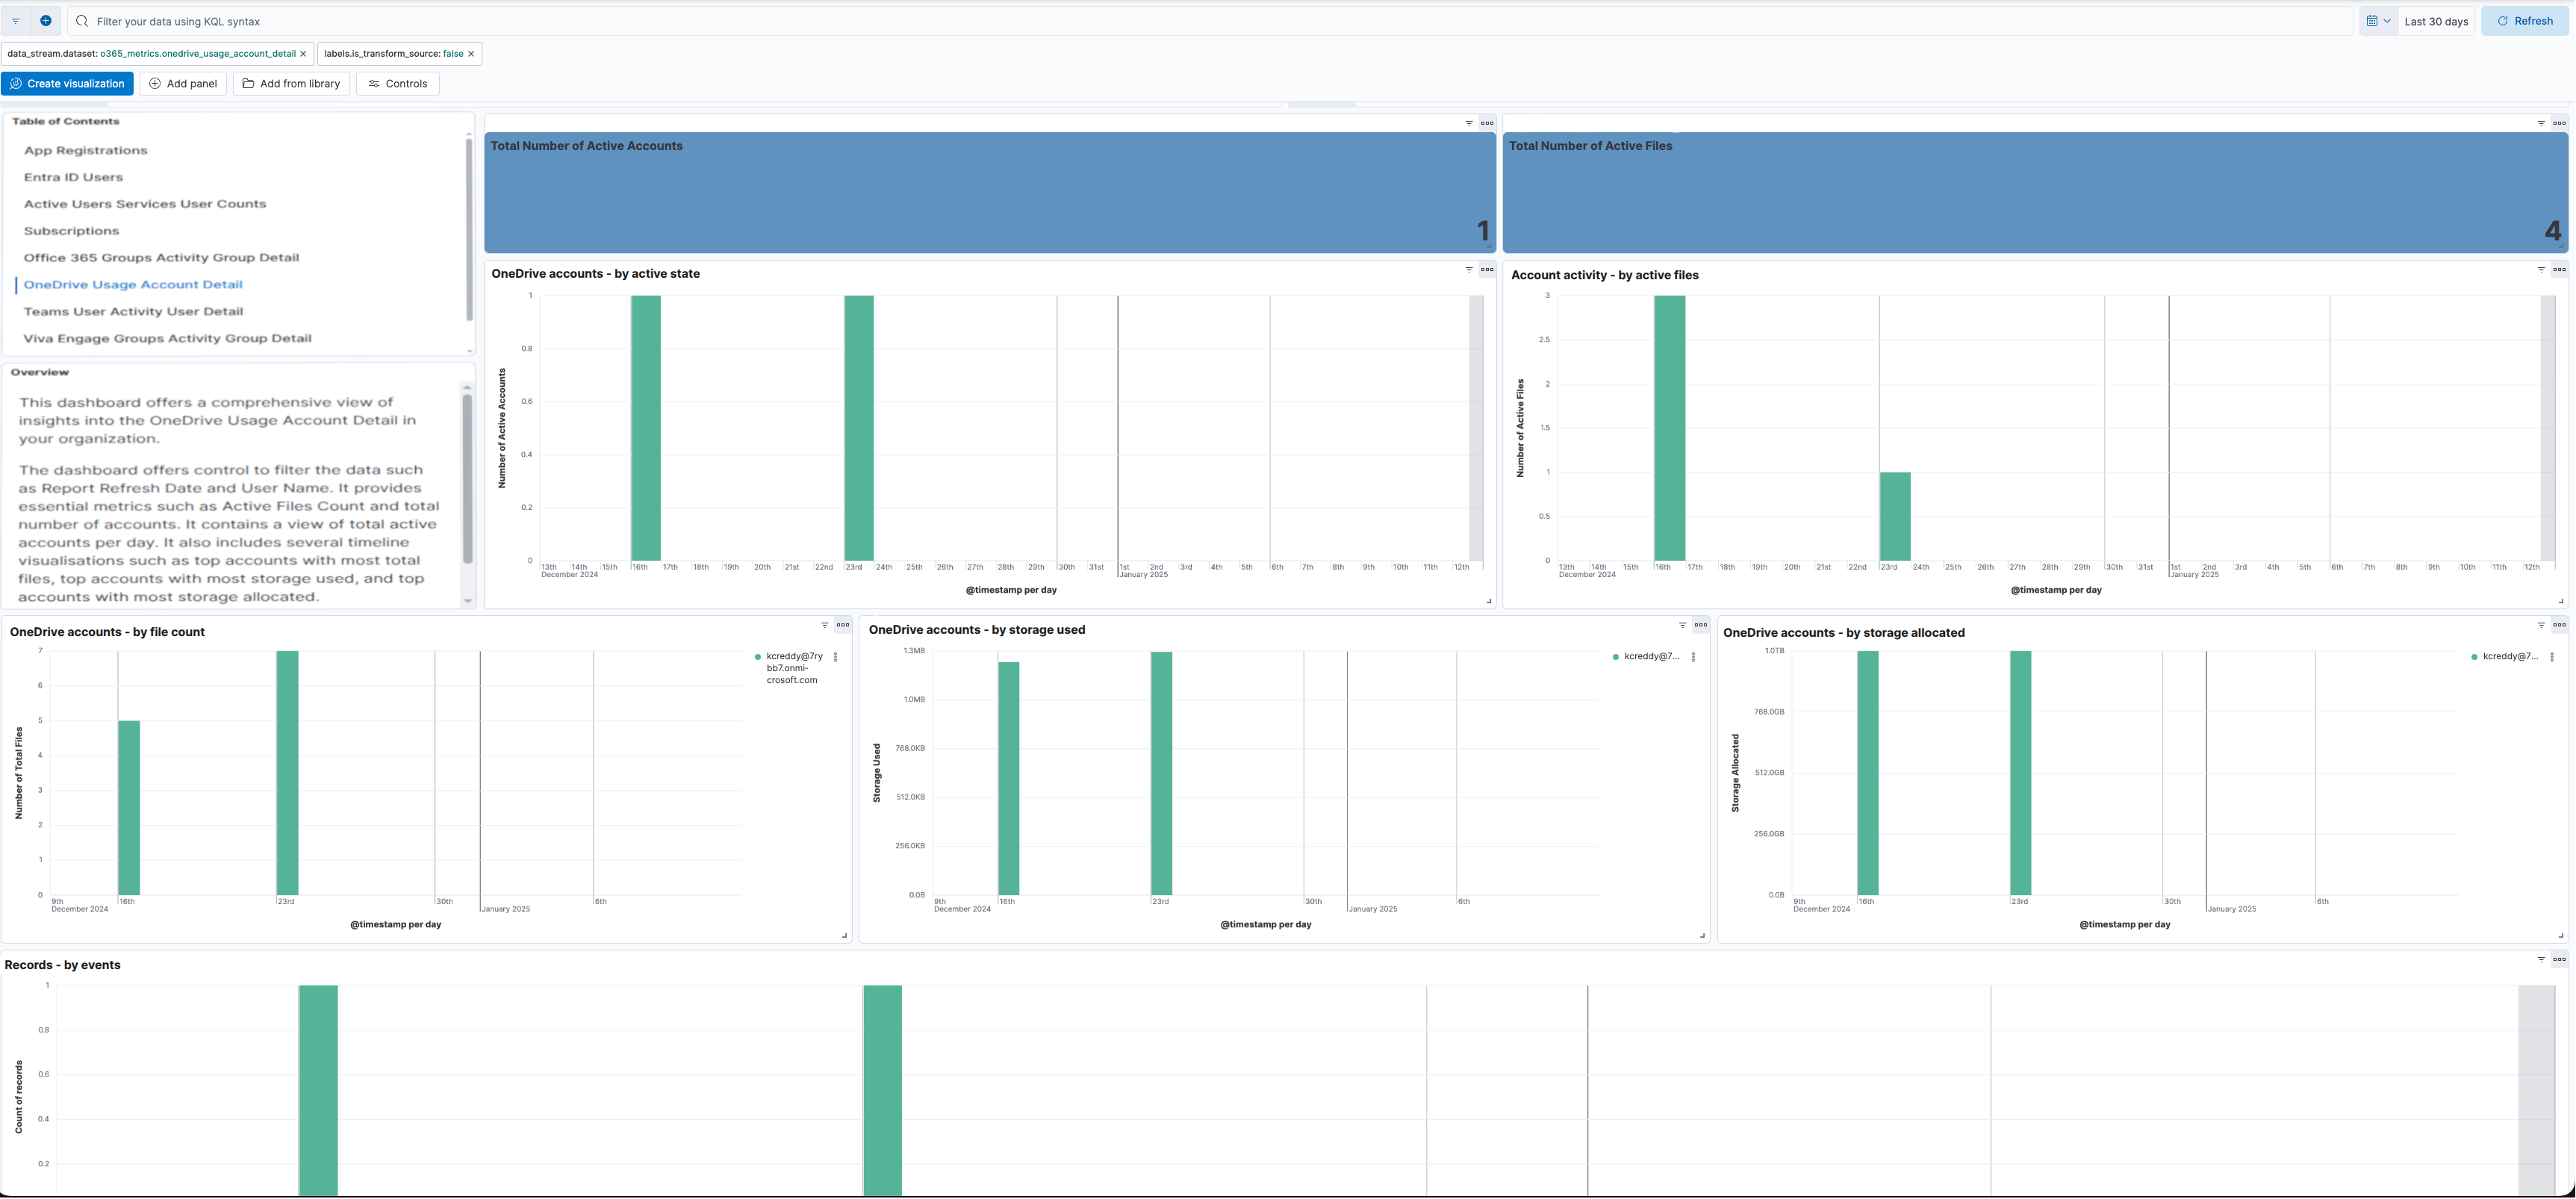 Filter your data using KQL syntax
Last 30 days
Refresh
data_stream.dataset: o365_metrics.onedrive_usage_account_detail ×
labels.is_transform_source: false ×
Create visualization
Add panel
Add from library
Controls
Table of Contents
App Registrations
Entra ID Users
Active Users Services User Counts
Subscriptions
Office 365 Groups Activity Group Detail
OneDrive Usage Account Detail
Teams User Activity User Detail
Viva Engage Groups Activity Group Detail
Overview
This dashboard offers a comprehensive view of
insights into the OneDrive Usage Account Detail in
your organization.
The dashboard offers control to filter the data such
as Report Refresh Date and User Name. It provides
essential metrics such as Active Files Count and total
number of accounts. It contains a view of total active
accounts per day. It also includes several timeline
visualisations such as top accounts with most total
files, top accounts with most storage used, and top
accounts with most storage allocated.
Total Number of Active Accounts
1
Total Number of Active Files
4
OneDrive accounts - by active state
Number of Active Accounts
1
0.8
0.6
0.4
0.2
0
13th 14th 15th 16th 17th 18th 19th 20th 21st 22nd 23rd 24th 25th 26th 27th 28th 29th 30th 31st 1st 2nd 3rd 4th 5th 6th 7th 8th 9th 10th 11th 12th
December 2024 January 2025
@timestamp per day
Account activity - by active files
Number of Active Files
3
2.5
2
1.5
1
0.5
0
13th 14th 15th 16th 17th 18th 19th 20th 21st 22nd 23rd 24th 25th 26th 27th 28th 29th 30th 31st 1st 2nd 3rd 4th 5th 6th 7th 8th 9th 10th 11th 12th
December 2024 January 2025
@timestamp per day
OneDrive accounts - by file count
Number of Total Files
7
6
5
4
3
2
1
0
9th 16th 23rd 30th 6th
December 2024 January 2025
@timestamp per day
kcreddy@7ry
bb7.onmi-
crosoft.com
OneDrive accounts - by storage used
Storage Used
1.3MB
1.0MB
768.0KB
512.0KB
256.0KB
0.0B
9th 16th 23rd 30th 6th
December 2024 January 2025
@timestamp per day
kcreddy@7...
OneDrive accounts - by storage allocated
Storage Allocated
1.0TB
768.0GB
512.0GB
256.0GB
0.0B
9th 16th 23rd 30th 6th
December 2024 January 2025
@timestamp per day
kcreddy@7...
Records - by events
Count of records
1
0.8
0.6
0.4
0.2